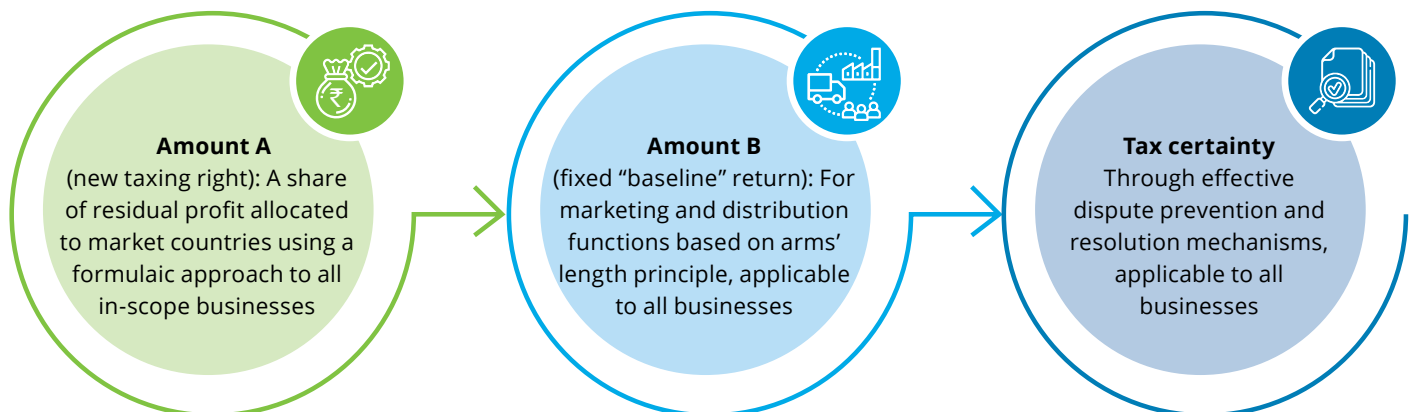 Amount A
(new taxing right): A share
of residual profit allocated
to market countries using a
formulaic approach to all
in-scope businesses
Amount B
(fixed “baseline” return): For
marketing and distribution
functions based on arms’
length principle, applicable
to all businesses
Tax certainty
Through effective
dispute prevention and
resolution mechanisms,
applicable to all
businesses
₹